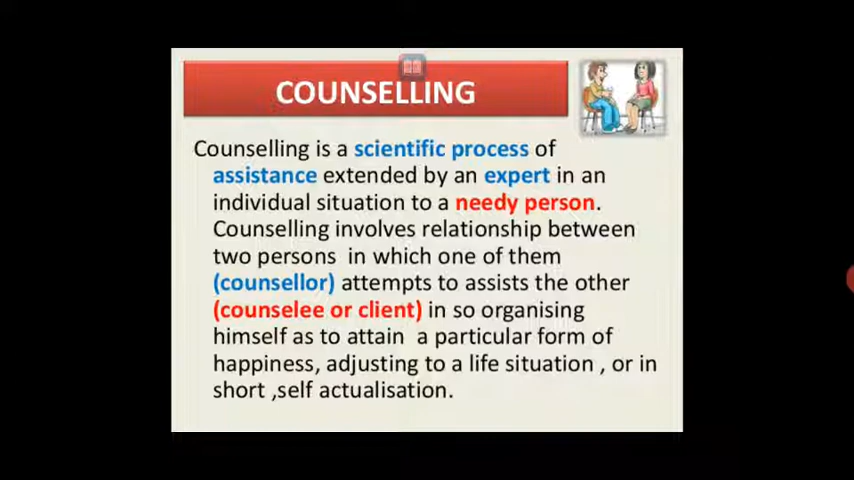 COUNSELLING
Counselling is a scientific process of
assistance extended by an expert in an
individual situation to a needy person.
Counselling involves relationship between
two persons in which one of them
(counsellor) attempts to assists the other
(counselee or client) in so organising
himself as to attain a particular form of
happiness, adjusting to a life situation , or in
short ,self actualisation.